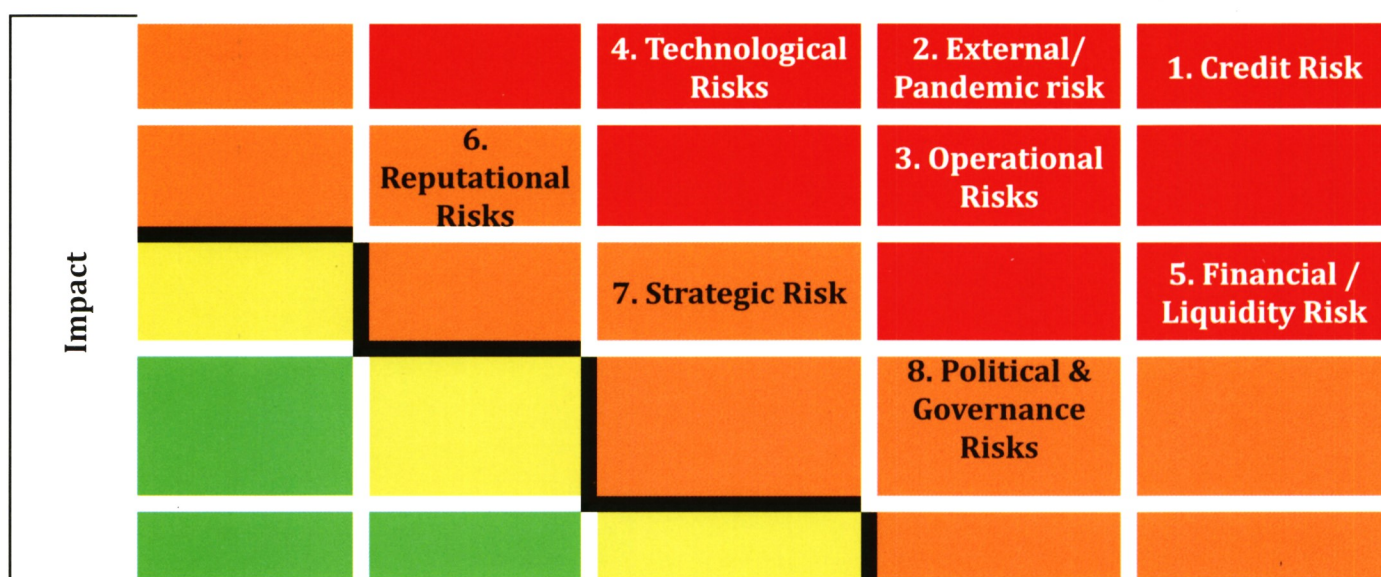 4. Technological
Risks
2. External/
Pandemic risk
1. Credit Risk
6.
Reputational
Risks
3. Operational
Risks
Impact
7. Strategic Risk
5. Financial /
Liquidity Risk
8. Political &
Governance
Risks